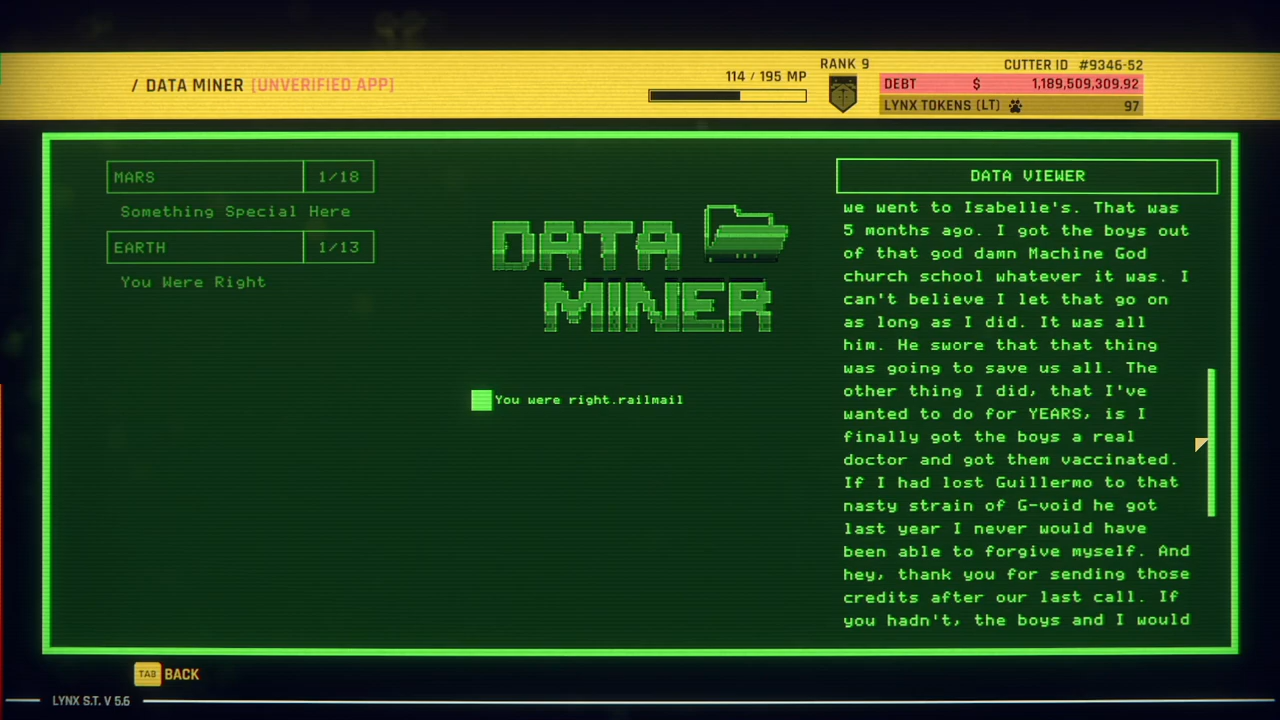 / DATA MINER [UNVERIFIED APP]
114 / 195 MP
RANK 9
CUTTER ID #9346-52
DEBT $ 1,189,509,309.92
LYNX TOKENS (LT) 97
MARS 1/18
Something Special Here
EARTH 1/13
You Were Right
DATA
MINER
You were right.railmail
DATA VIEWER
we went to Isabelle's. That was
5 months ago. I got the boys out
of that god damn Machine God
church school whatever it was. I
can't believe I let that go on
as long as I did. It was all
him. He swore that that thing
was going to save us all. The
other thing I did, that I've
wanted to do for YEARS, is I
finally got the boys a real
doctor and got them vaccinated.
If I had lost Guillermo to that
nasty strain of G-void he got
last year I never would have
been able to forgive myself. And
hey, thank you for sending those
credits after our last call. If
you hadn't, the boys and I would
TAB BACK
LYNX S.T. V 5.6